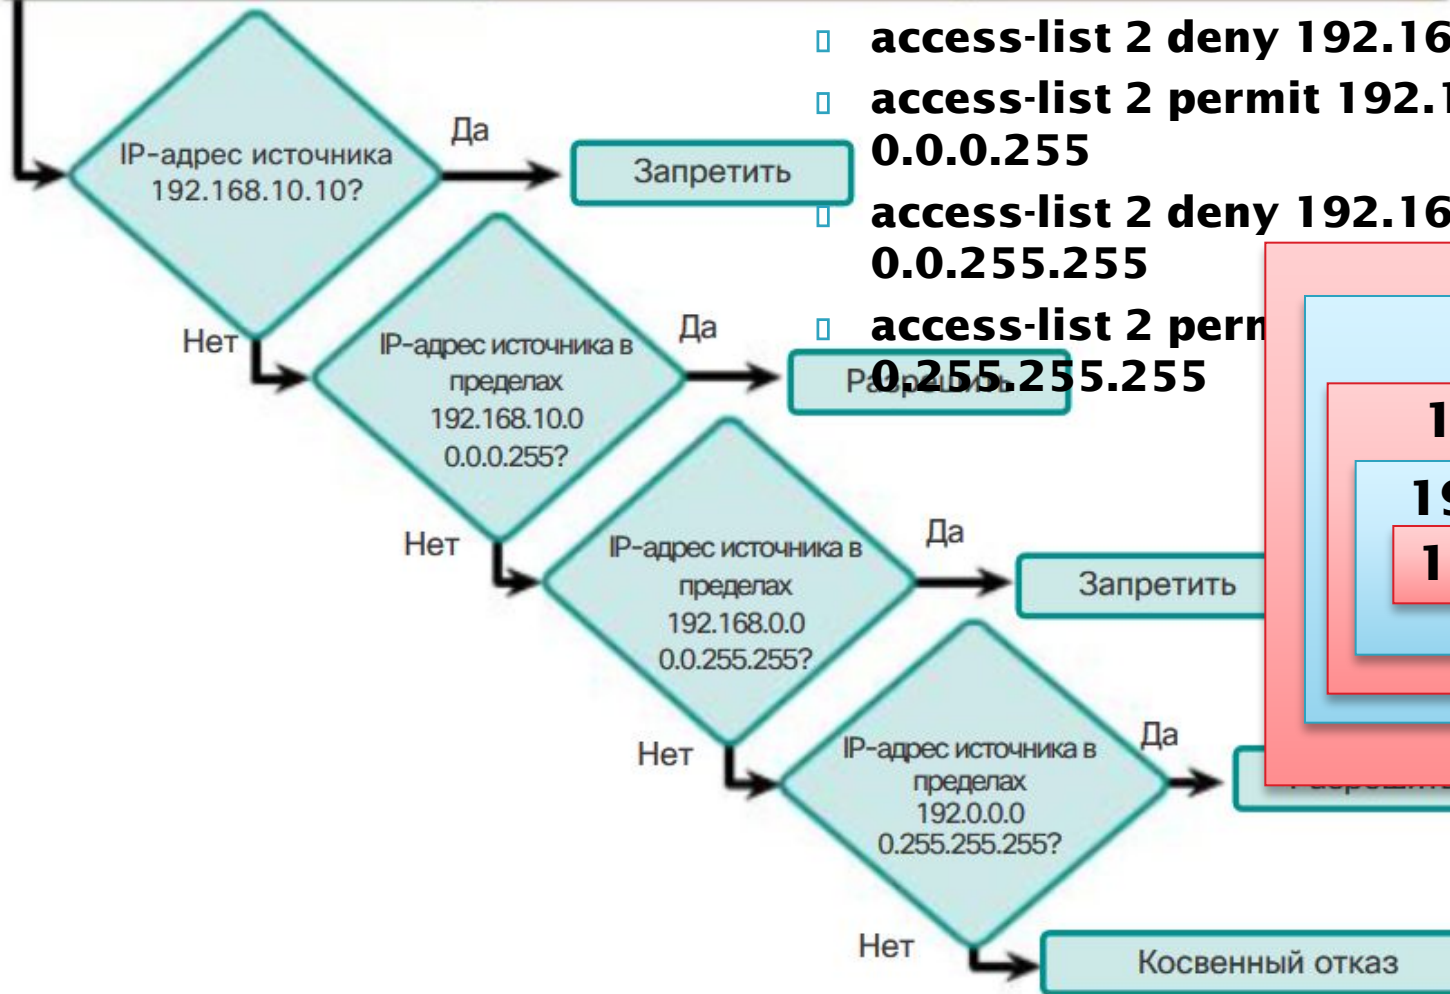 access-list 2 deny 192.16
access-list 2 permit 192.1
0.0.0.255
access-list 2 deny 192.16
0.0.255.255
access-list 2 perm
0.255.255.255
IP-адрес источника
192.168.10.10?
Да
Запретить
Нет
IP-адрес источника в
пределах
192.168.10.0
0.0.0.255?
Да
Разрешить
Нет
IP-адрес источника в
пределах
192.168.0.0
0.0.255.255?
Да
Запретить
Нет
IP-адрес источника в
пределах
192.0.0.0
0.255.255.255?
Да
Нет
Косвенный отказ
1
19
1